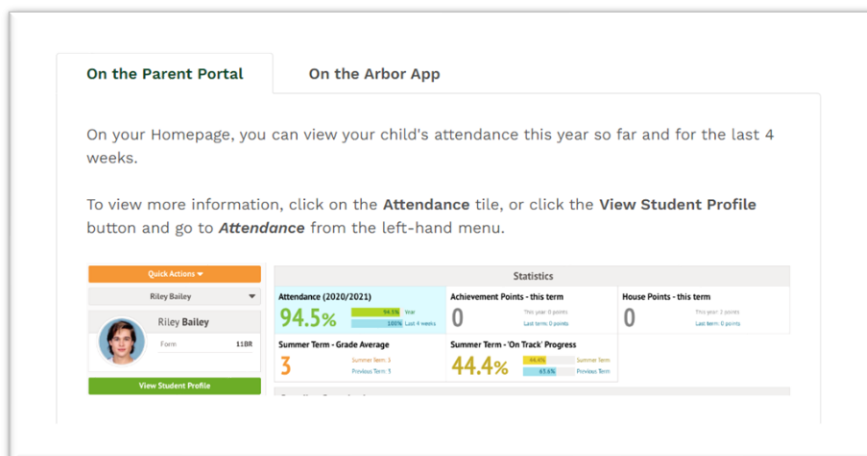 On the Parent Portal
On the Arbor App
On your Homepage, you can view your child's attendance this year so far and for the last 4
weeks.
To view more information, click on the Attendance tile, or click the View Student Profile
button and go to Attendance from the left-hand menu.
Quick Actions
Riley Bailey
Riley Bailey
Form 11BR
View Student Profile
Statistics
Attendance (2020/2021)
94.5%
94.5% Year
100% Last 4 weeks
Achievement Points - this term
0
This year: 0 points
Last term: 0 points
House Points - this term
0
This year: 2 points
Last term: 0 points
Summer Term - Grade Average
3
Summer Term: 3
Previous Term: 3
Summer Term - 'On Track' Progress
44.4%
44.4% Summer Term
63.6% Previous Term